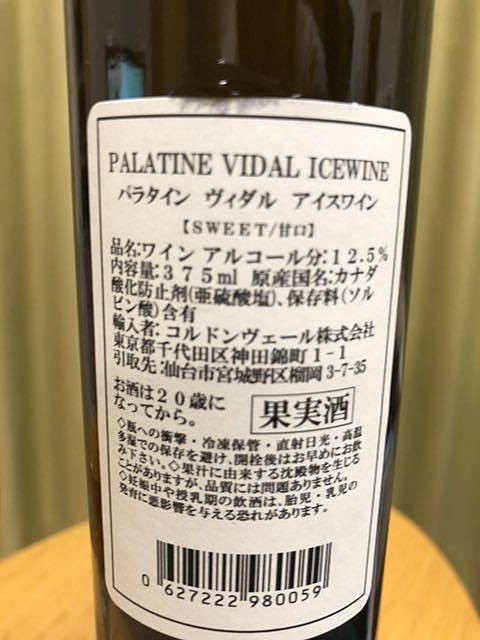 PALATINE VIDAL ICEWINE
パラタイン ヴィダル アイスワイン
【SWEET/甘口】
品名:ワイン アルコール分:12.5%
内容量:375ml 原産国名:カナダ
酸化防止剤(亜硫酸塩)、保存料(ソル
ビン酸)含有
輸入者:コルドンヴェール株式会社
東京都千代田区神田錦町1-1
引取先:仙台市宮城野区榴岡3-7-35
お酒は20歳に
なってから。
果実酒
◇瓶への衝撃・冷凍保管・直射日光・高温
多湿での保存を避け、開栓後はお早めにお飲
み下さい。◇果汁に由来する沈殿物を生じる
ことがありますが、品質には問題ありません。
◇妊娠中や授乳期の飲酒は、胎児・乳児の
発育に悪影響を与える恐れがあります。
0 627222 980059